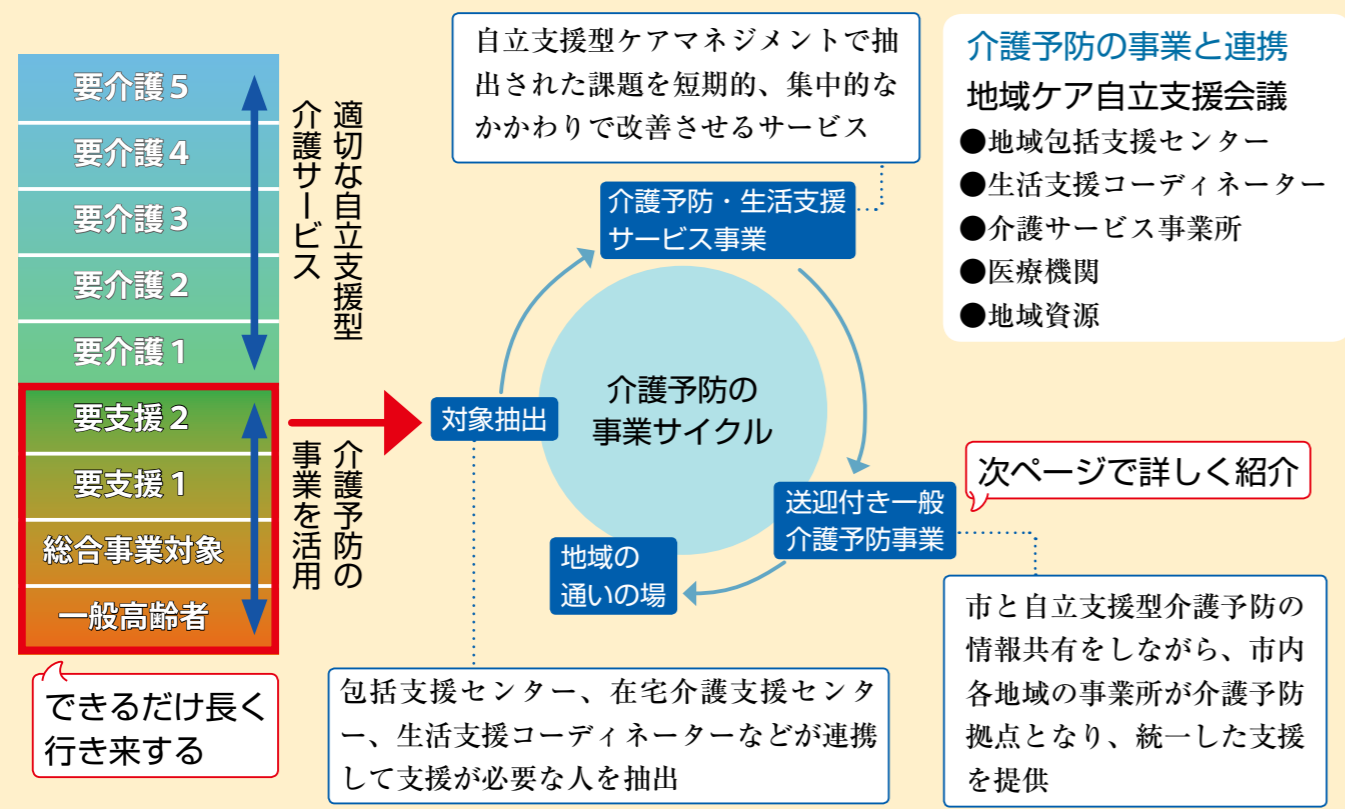 要介護5
要介護4
要介護3
要介護2
要介護1
要支援2
要支援1
総合事業対象
一般高齢者
適切な自立支援型
介護サービス
介護予防の
事業を活用
できるだけ長く
行き来する
自立支援型ケアマネジメントで抽
出された課題を短期的、集中的な
かかわりで改善させるサービス
介護予防・生活支援
サービス事業
対象抽出
介護予防の
事業サイクル
送迎付き一般
介護予防事業
地域の
通いの場
包括支援センター、在宅介護支援センタ
ー、生活支援コーディネーターなどが連携
して支援が必要な人を抽出
介護予防の事業と連携
地域ケア自立支援会議
●地域包括支援センター
●生活支援コーディネーター
●介護サービス事業所
●医療機関
●地域資源
次ページで詳しく紹介
市と自立支援型介護予防の
情報共有をしながら、市内
各地域の事業所が介護予防
拠点となり、統一した支援
を提供